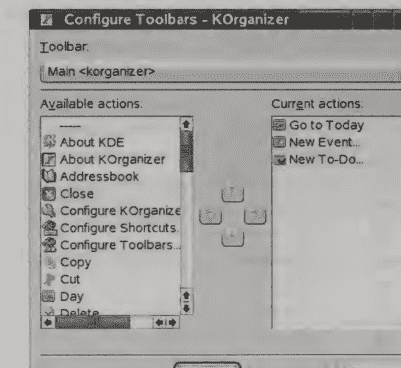 Configure Toolbars - KOrganizer
Toolbar:
Main <korganizer>
Available actions:
-----
About KDE
About KOrganizer
Addressbook
Close
Configure KOrganize
Configure Shortcuts.
Configure Toolbars...
Copy
Cut
Day
Delete
Current actions:
Go to Today
New Event...
New To-Do...